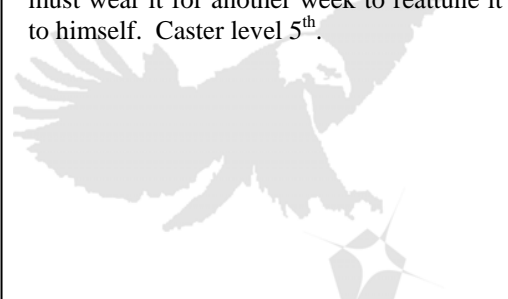 must wear it for another week to reattune it
to himself.  Caster level 5th.